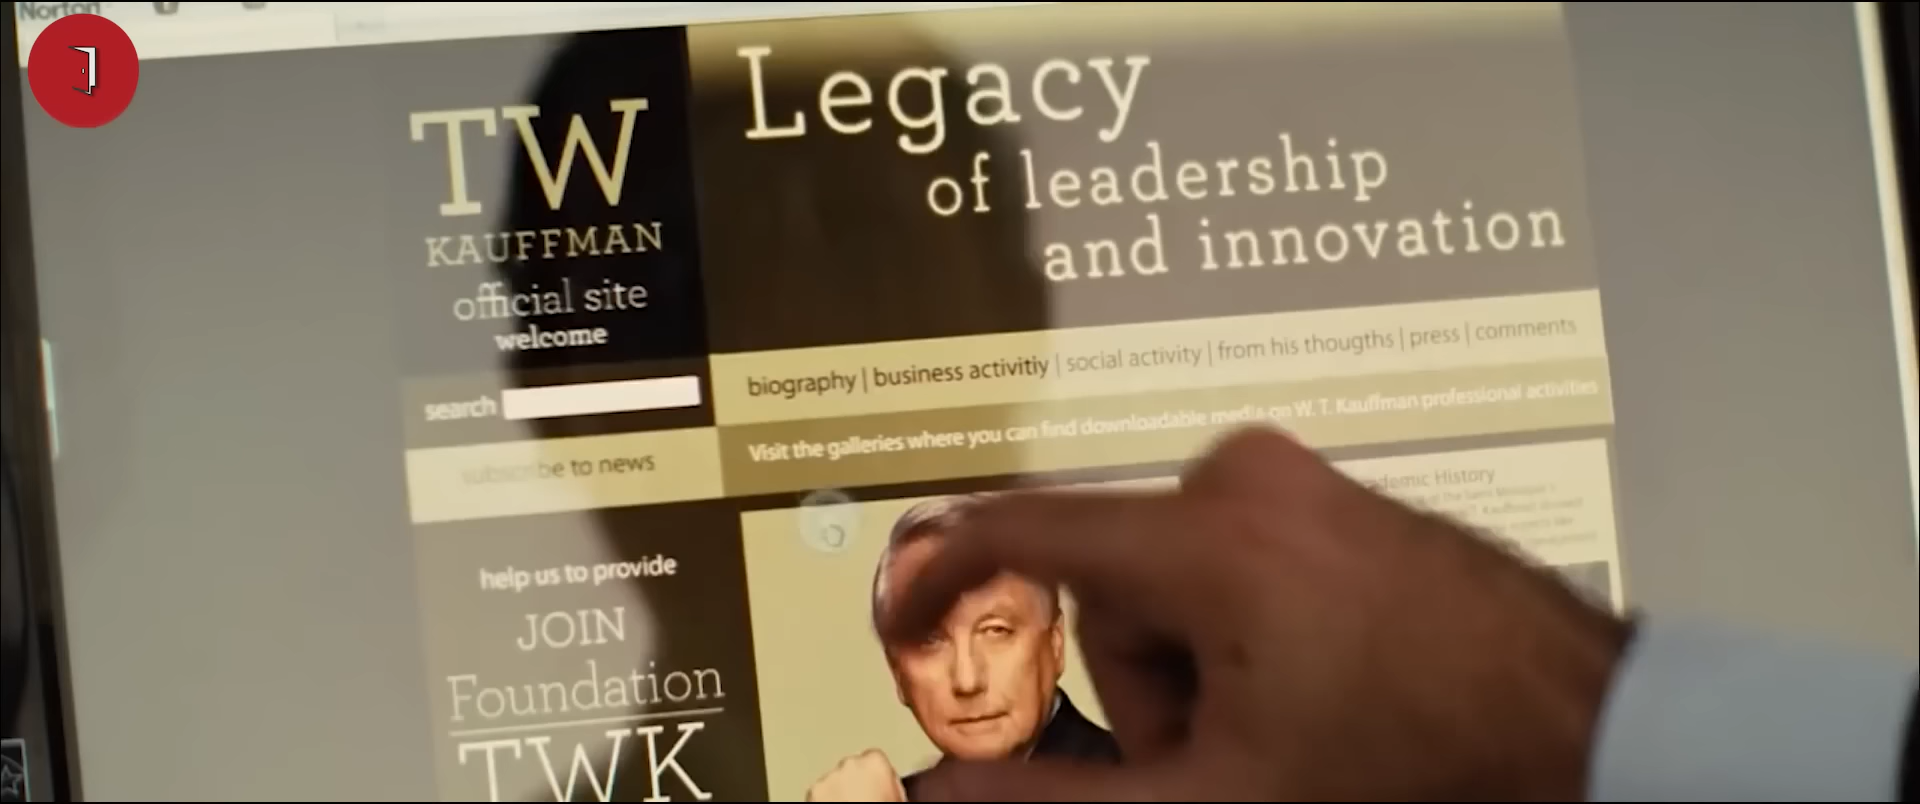 Norton
TW
KAUFFMAN
official site
welcome
search
subscribe to news
help us to provide
JOIN
Foundation
TWK
Legacy
of leadership
and innovation
biography | business activitiy | social activity | from his thougths | press | comments
Visit the galleries where you can find downloadable media on W. T. Kauffman professional activities
History